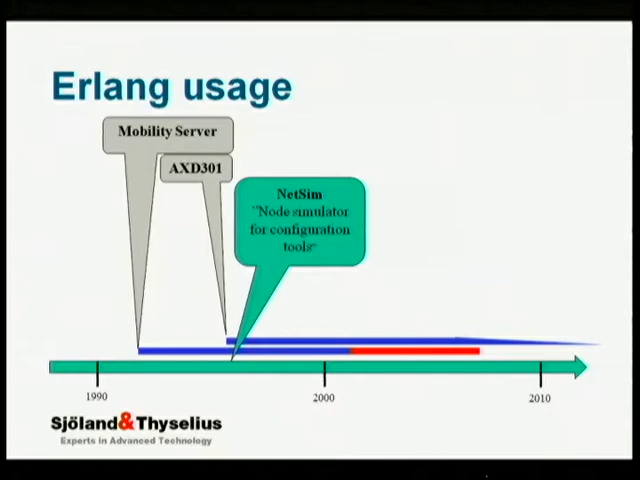 Erlang usage
Mobility Server
AXD301
NetSim
"Node simulator
for configuration
tools"
1990
2000
2010
Sjöland&Thyselius
Experts in Advanced Technology